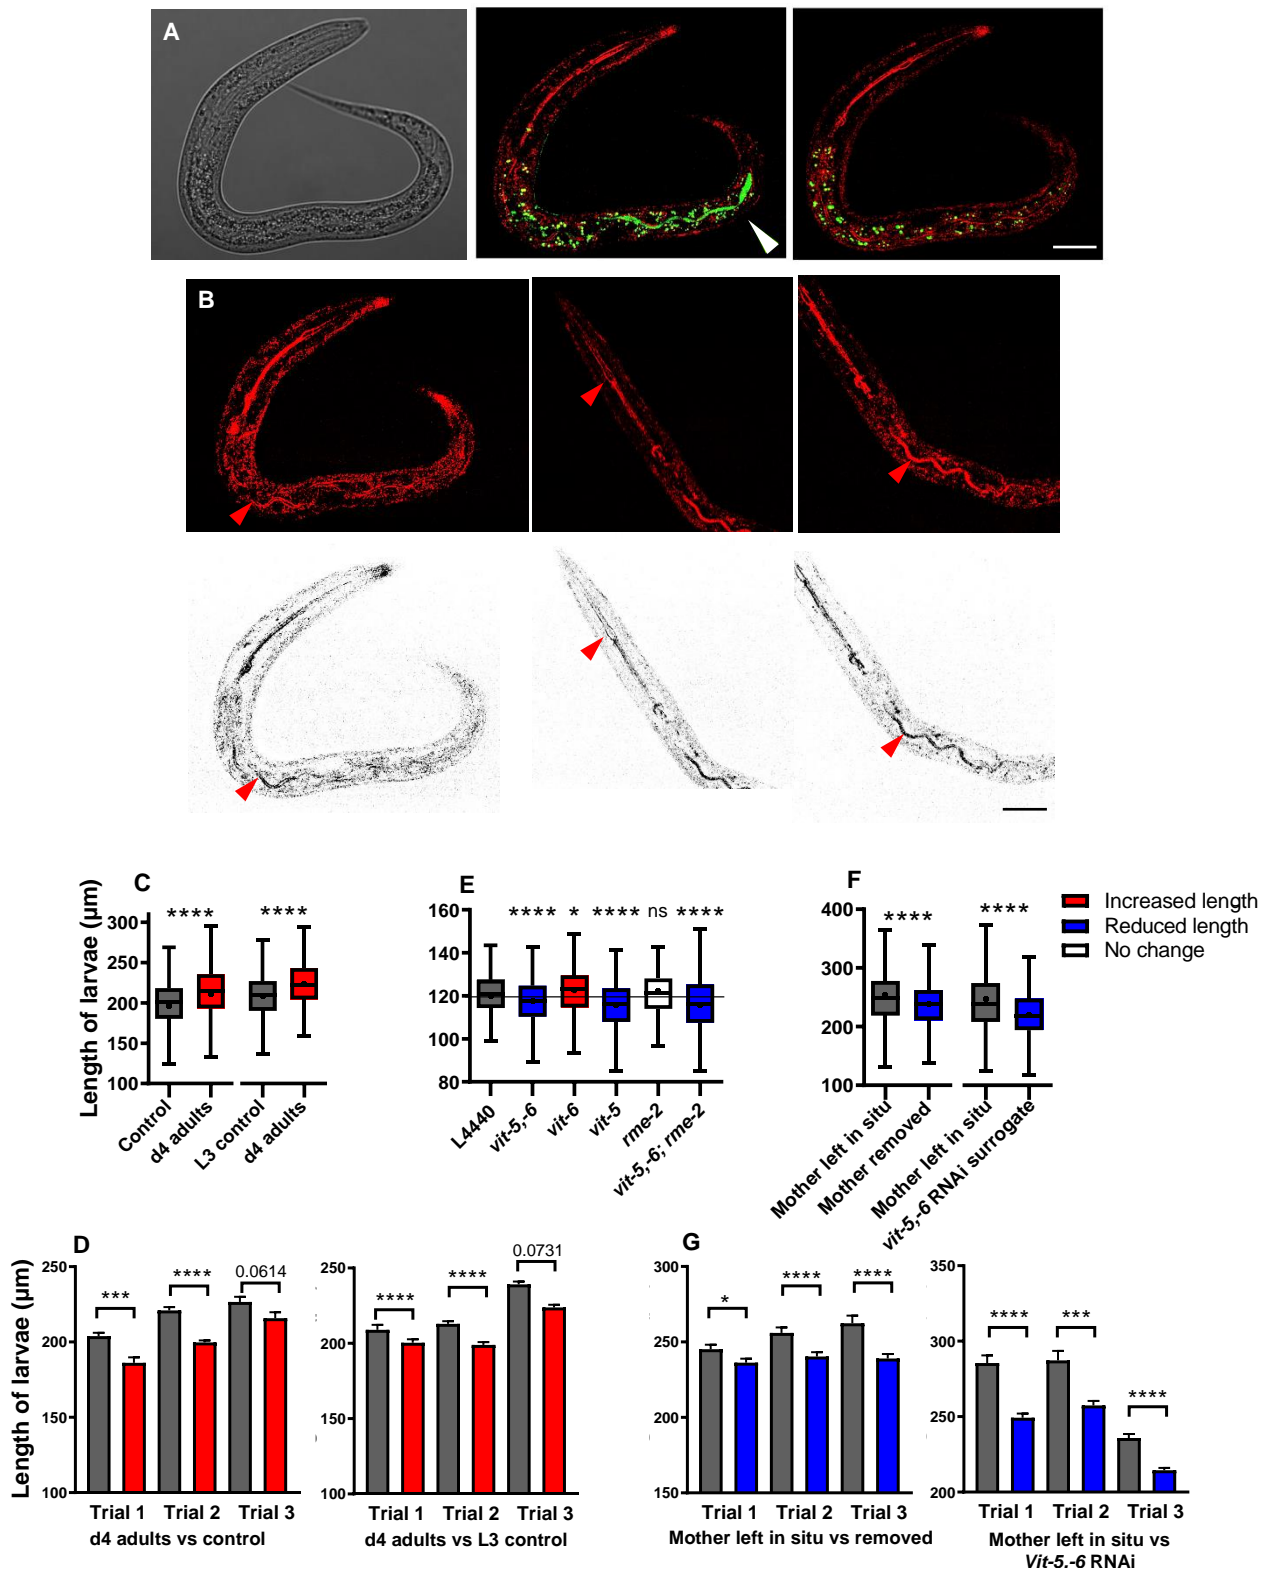 A
B
C
E
F
Increased length
Reduced length
No change
Length of larvae (µm)
300
250
200
150
100
****
****
Control
d4 adults
L3 control
d4 adults
160
140
120
100
80
****
*
****
ns
****
L4440
vit-5,-6
vit-6
vit-5
rme-2
vit-5,-6; rme-2
400
300
200
100
****
****
Mother left in situ
Mother removed
Mother left in situ
vit-5,-6 RNAi surrogate
D
Length of larvae (µm)
250
200
150
100
***
****
0.0614
Trial 1
Trial 2
Trial 3
d4 adults vs control
250
200
150
100
****
****
0.0731
Trial 1
Trial 2
Trial 3
d4 adults vs L3 control
G
300
250
200
150
*
****
****
Trial 1
Trial 2
Trial 3
Mother left in situ vs removed
350
300
250
200
****
***
****
Trial 1
Trial 2
Trial 3
Mother left in situ vs
Vit-5,-6 RNAi